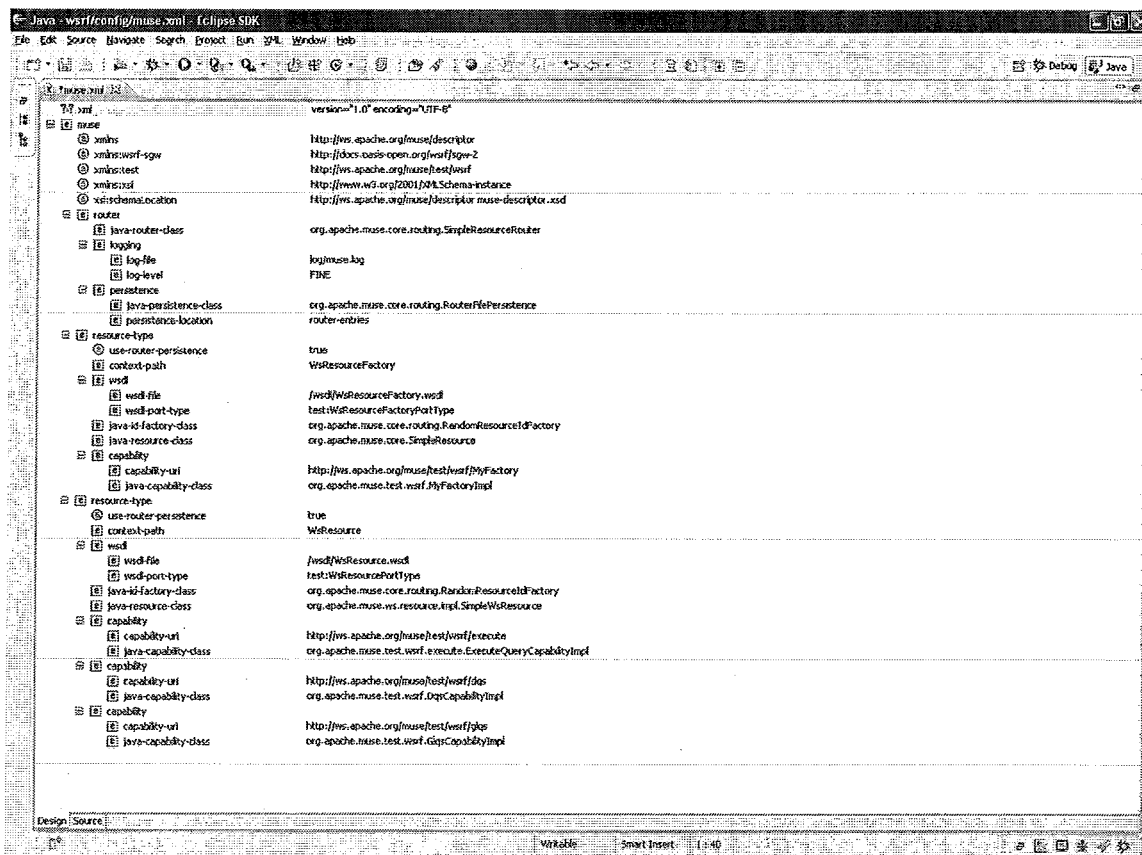 Java - wsrf/config/muse.xml - Eclipse SDK
File Edit Source Navigate Search Project Run XML Window Help
Debug Java
*muse.xml
?-? xml version="1.0" encoding="UTF-8"
muse
xmlns http://ws.apache.org/muse/descriptor
xmlns:wsrf-sgw http://docs.oasis-open.org/wsrf/sgw-2
xmlns:test http://ws.apache.org/muse/test/wsrf
xmlns:xsi http://www.w3.org/2001/XMLSchema-instance
xsi:schemaLocation http://ws.apache.org/muse/descriptor muse-descriptor.xsd
router
java-router-class org.apache.muse.core.routing.SimpleResourceRouter
logging
log-file log/muse.log
log-level FINE
persistence
java-persistence-class org.apache.muse.core.routing.RouterFilePersistence
persistence-location router-entries
resource-type
use-router-persistence true
context-path WsResourceFactory
wsdl
wsdl-file /wsdl/WsResourceFactory.wsdl
wsdl-port-type test:WsResourceFactoryPortType
java-id-factory-class org.apache.muse.core.routing.RandomResourceIdFactory
java-resource-class org.apache.muse.core.SimpleResource
capability
capability-uri http://ws.apache.org/muse/test/wsrf/MyFactory
java-capability-class org.apache.muse.test.wsrf.MyFactoryImpl
resource-type
use-router-persistence true
context-path WsResource
wsdl
wsdl-file /wsdl/WsResource.wsdl
wsdl-port-type test:WsResourcePortType
java-id-factory-class org.apache.muse.core.routing.RandomResourceIdFactory
java-resource-class org.apache.muse.ws.resource.impl.SimpleWsResource
capability
capability-uri http://ws.apache.org/muse/test/wsrf/execute
java-capability-class org.apache.muse.test.wsrf.execute.ExecuteQueryCapabilityImpl
capability
capability-uri http://ws.apache.org/muse/test/wsrf/dqs
java-capability-class org.apache.muse.test.wsrf.DqsCapabilityImpl
capability
capability-uri http://ws.apache.org/muse/test/wsrf/giqs
java-capability-class org.apache.muse.test.wsrf.GiqsCapabilityImpl
Design Source
Writable Smart Insert 1:40